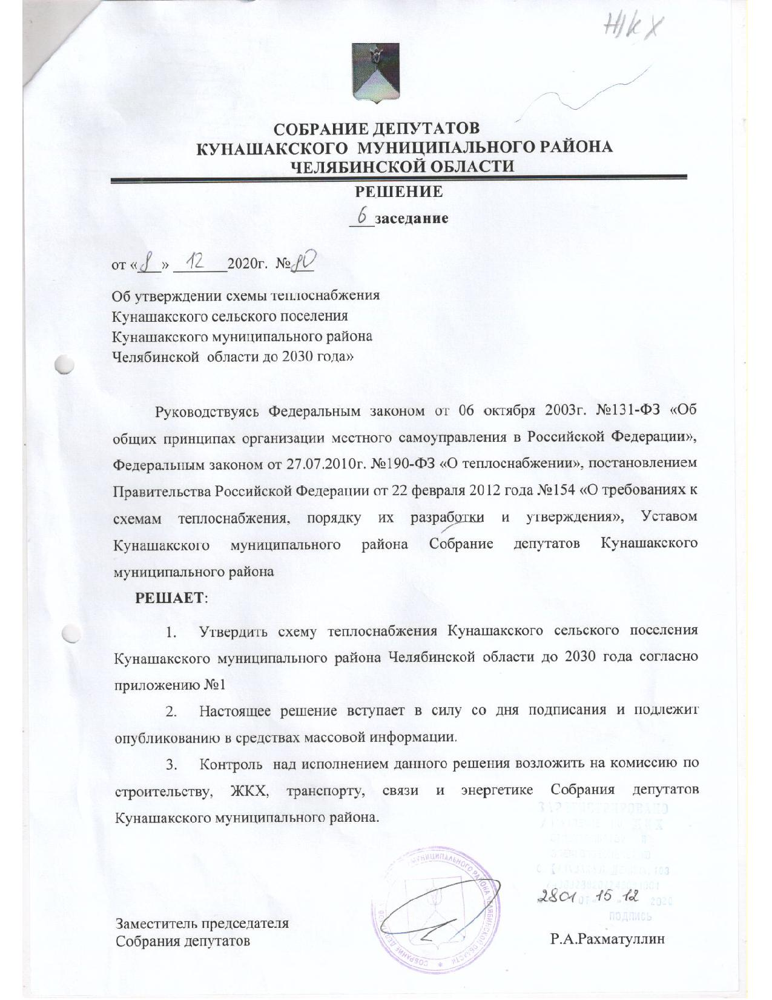 ЖКХ
СОБРАНИЕ ДЕПУТАТОВ
КУНАШАКСКОГО МУНИЦИПАЛЬНОГО РАЙОНА
ЧЕЛЯБИНСКОЙ ОБЛАСТИ
РЕШЕНИЕ
6 заседание
от «8» 12 2020г. №80
Об утверждении схемы теплоснабжения
Кунашакского сельского поселения
Кунашакского муниципального района
Челябинской области до 2030 года»
Руководствуясь Федеральным законом от 06 октября 2003г. №131-ФЗ «Об
общих принципах организации местного самоуправления в Российской Федерации»,
Федеральным законом от 27.07.2010г. №190-ФЗ «О теплоснабжении», постановлением
Правительства Российской Федерации от 22 февраля 2012 года №154 «О требованиях к
схемам теплоснабжения, порядку их разработки и утверждения», Уставом
Кунашакского муниципального района Собрание депутатов Кунашакского
муниципального района
РЕШАЕТ:
1. Утвердить схему теплоснабжения Кунашакского сельского поселения
Кунашакского муниципального района Челябинской области до 2030 года согласно
приложению №1
2. Настоящее решение вступает в силу со дня подписания и подлежит
опубликованию в средствах массовой информации.
3. Контроль над исполнением данного решения возложить на комиссию по
строительству, ЖКХ, транспорту, связи и энергетике Собрания депутатов
Кунашакского муниципального района.
ЗАРЕГИСТРИРОВАНО
ЖКХ
2801 от 15 12 2020
ПОДПИСЬ
СОБРАНИЕ ДЕПУТАТОВ МУНИЦИПАЛЬНОГО РАЙОНА ЧЕЛЯБИНСКОЙ ОБЛАСТИ
Заместитель председателя
Собрания депутатов Р.А.Рахматуллин